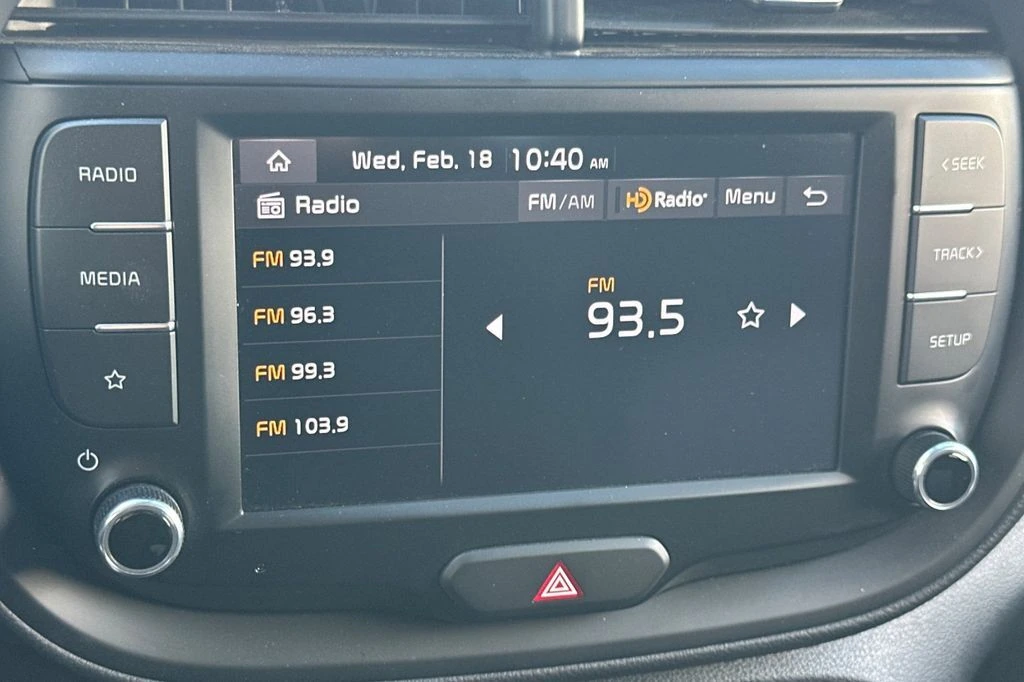 Wed, Feb. 18 10:40 AM
Radio FM/AM HD Radio Menu
FM 93.9
FM 96.3
FM 99.3
FM 103.9
FM
93.5
RADIO
MEDIA
< SEEK
TRACK >
SETUP